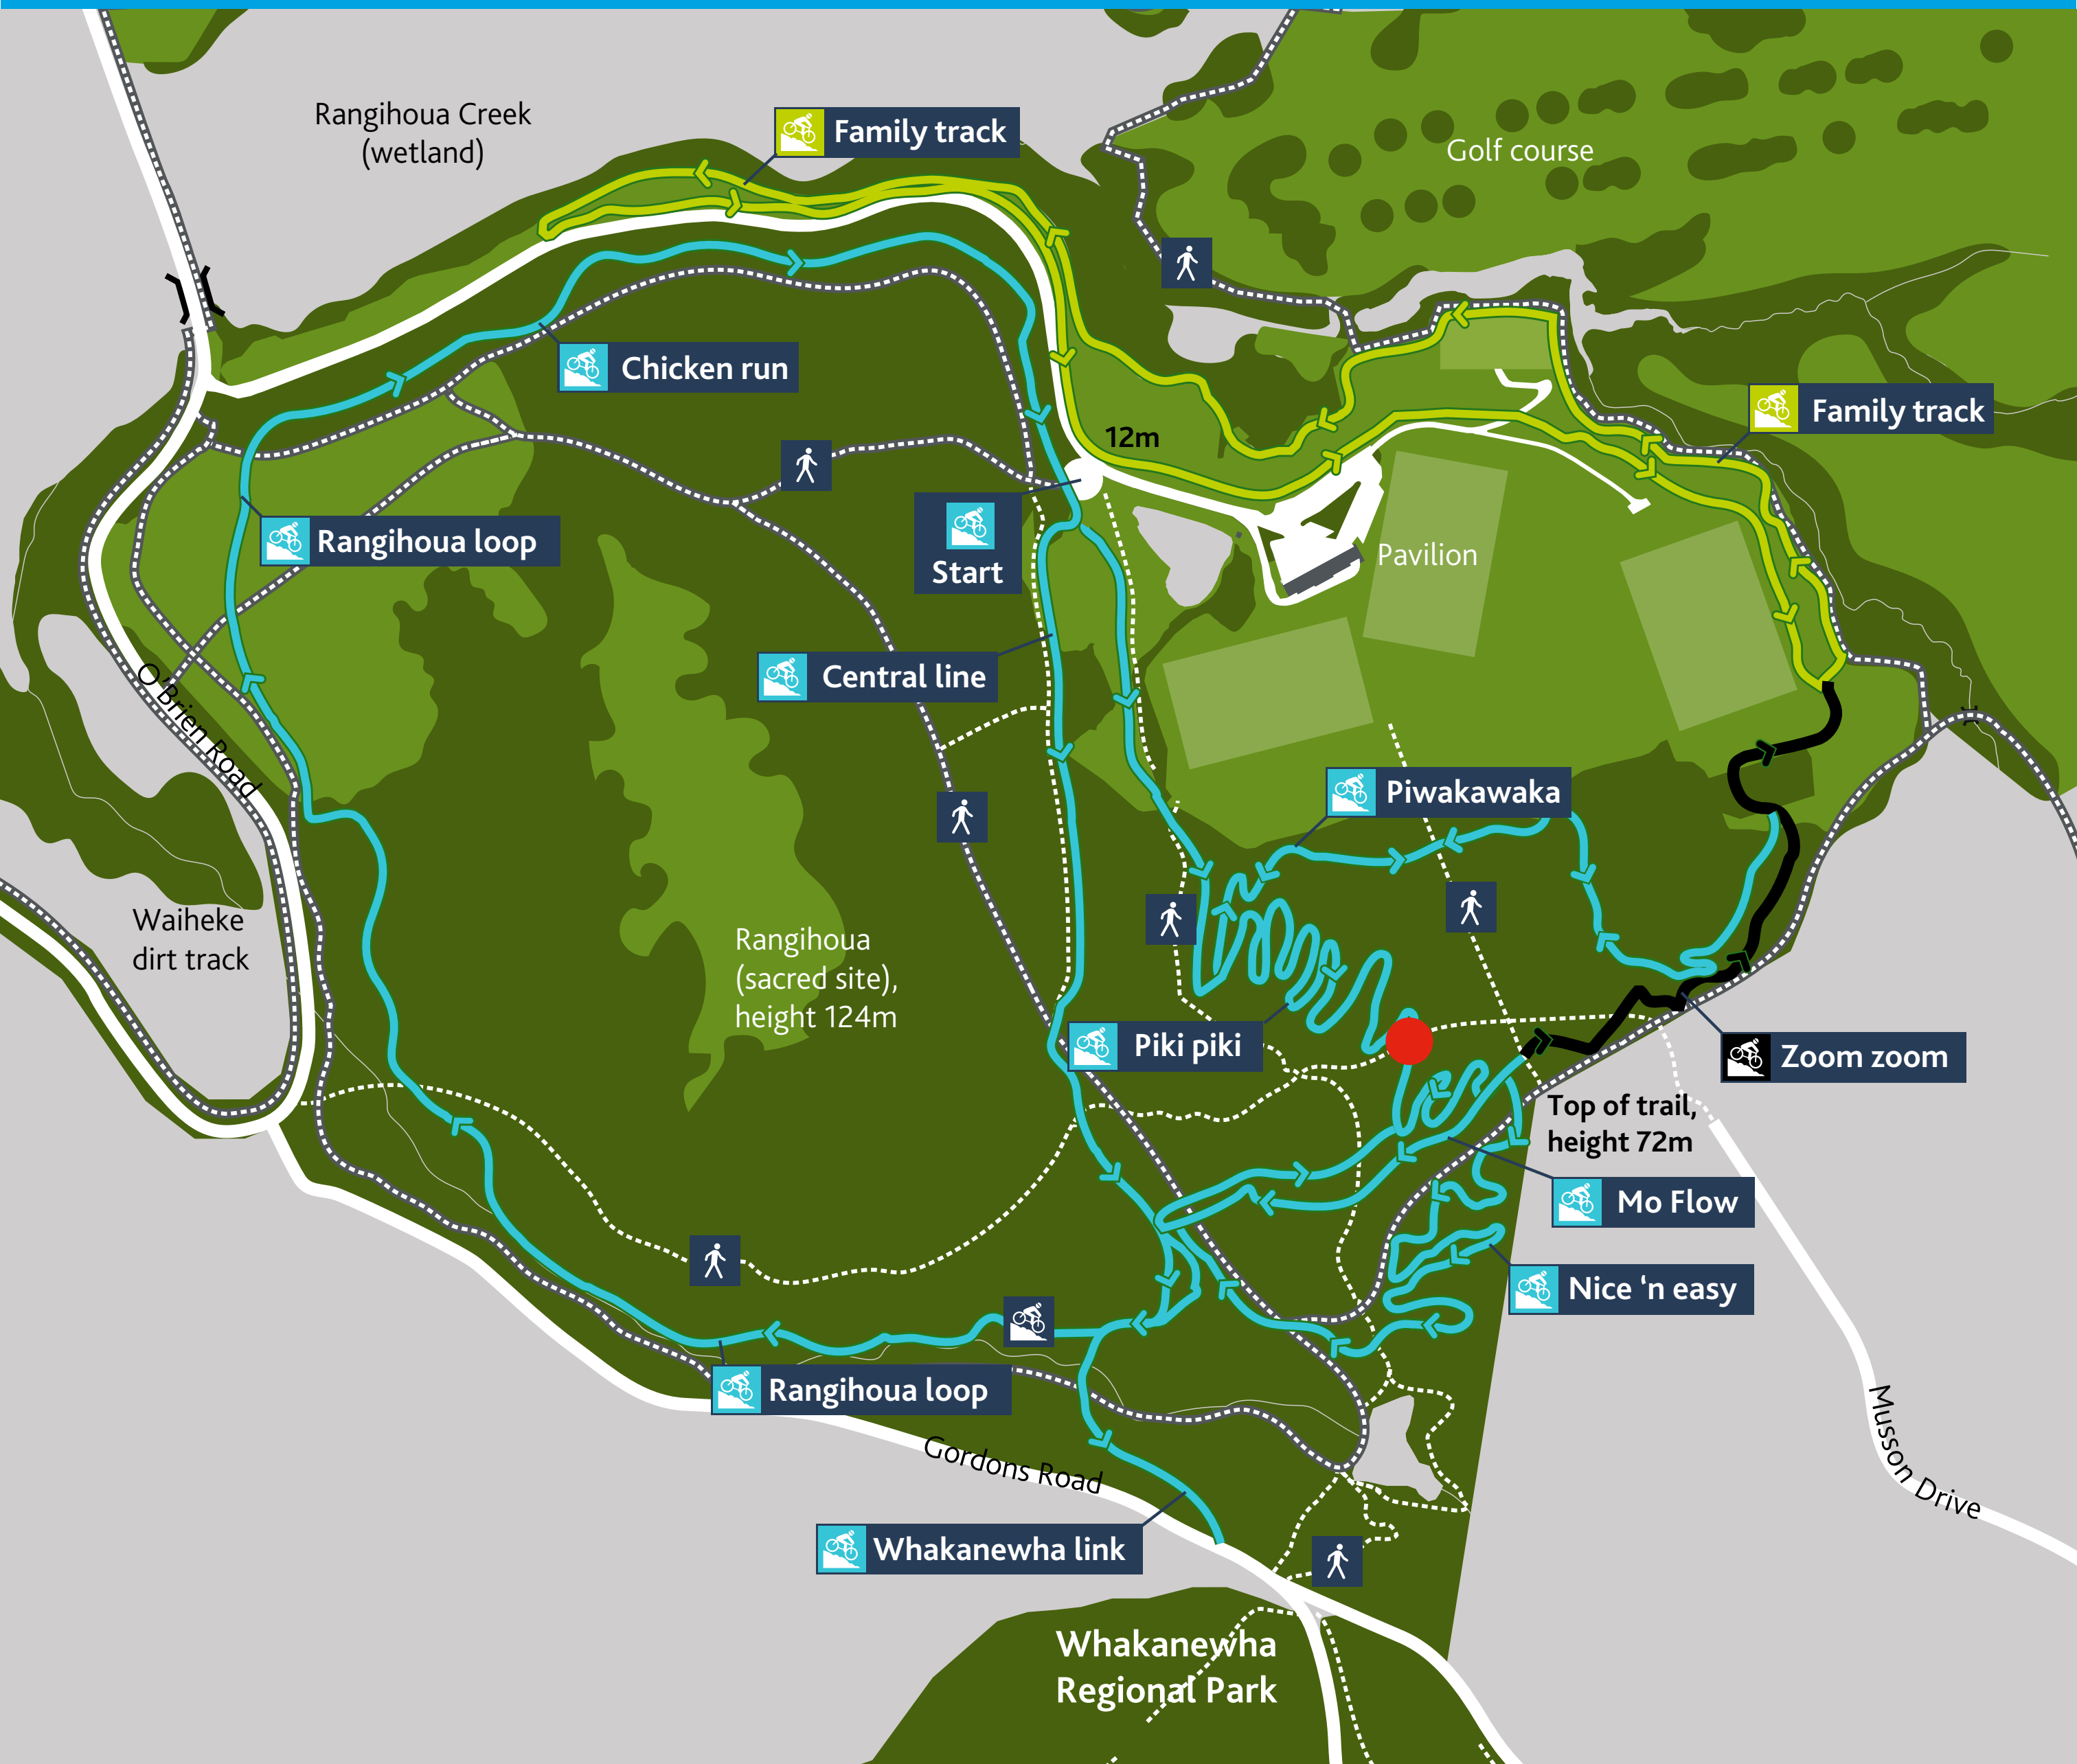 Rangihoua Creek
(wetland)
Family track
Golf course
Chicken run
Family track
12m
Rangihoua loop
Start
Pavilion
Central line
O'Brien Road
Piwakawaka
Waiheke
dirt track
Rangihoua
(sacred site),
height 124m
Piki piki
Zoom zoom
Top of trail,
height 72m
Mo Flow
Nice ‘n easy
Rangihoua loop
Gordons Road
Musson Drive
Whakanewha link
Whakanewha
Regional Park